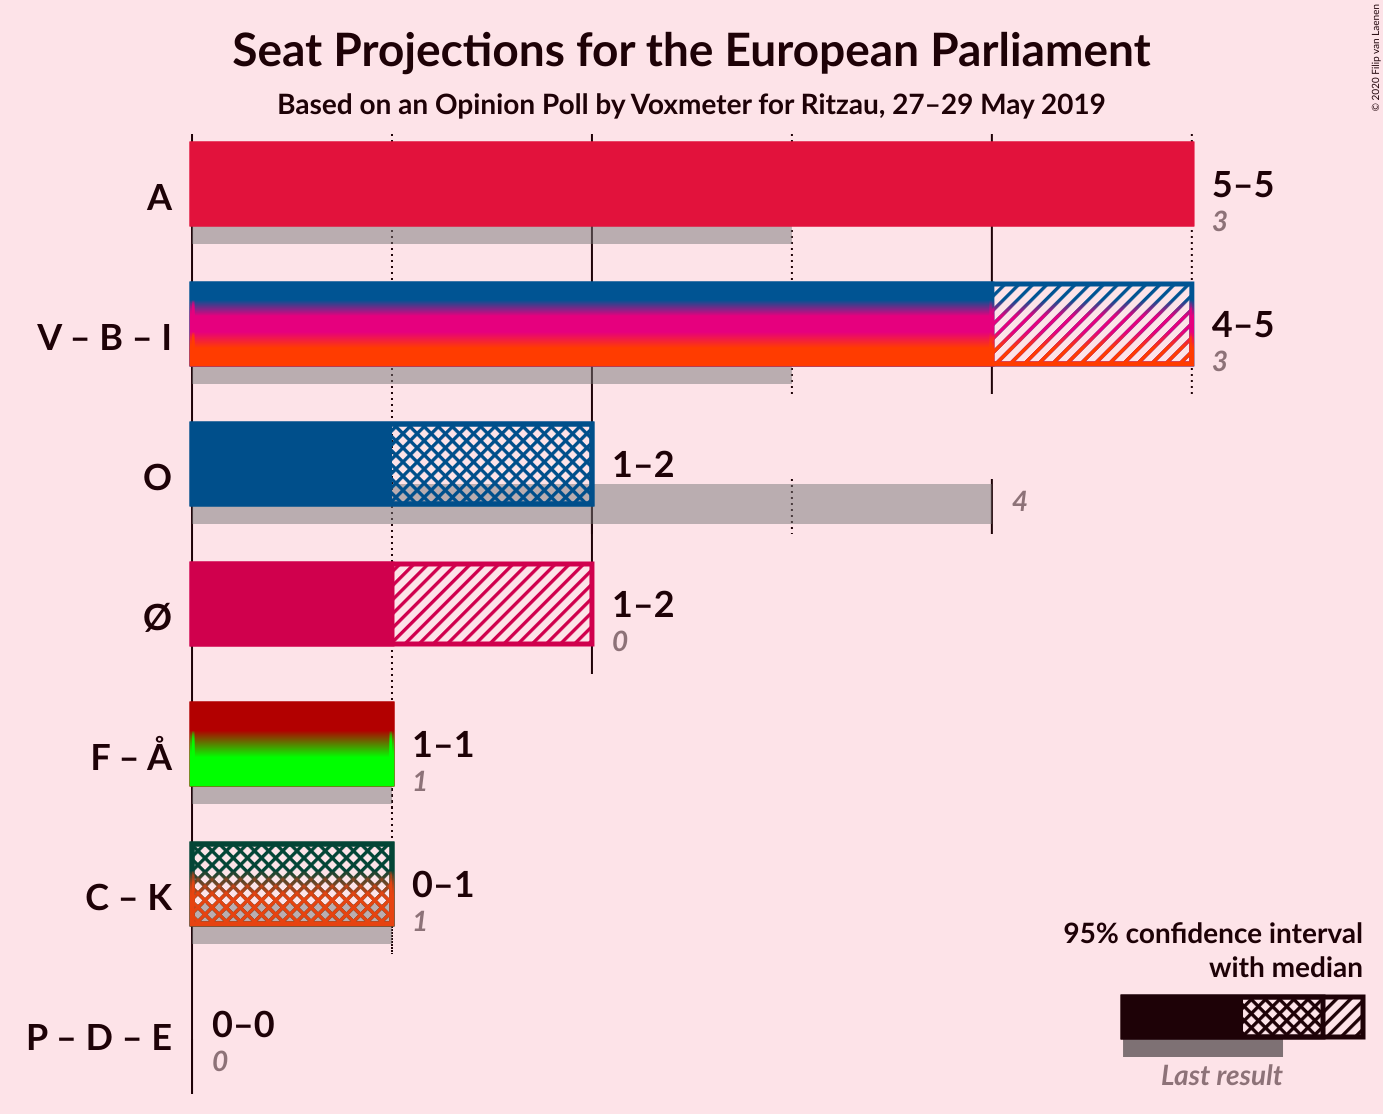 Seat Projections for the European Parliament
Based on an Opinion Poll by Voxmeter for Ritzau, 27–29 May 2019
© 2020 Filip van Laenen
A
5–5
3
V – B – I
4–5
3
O
1–2
4
Ø
1–2
0
F – Å
1–1
1
C – K
0–1
1
P – D – E
0–0
0
95% confidence interval
with median
Last result